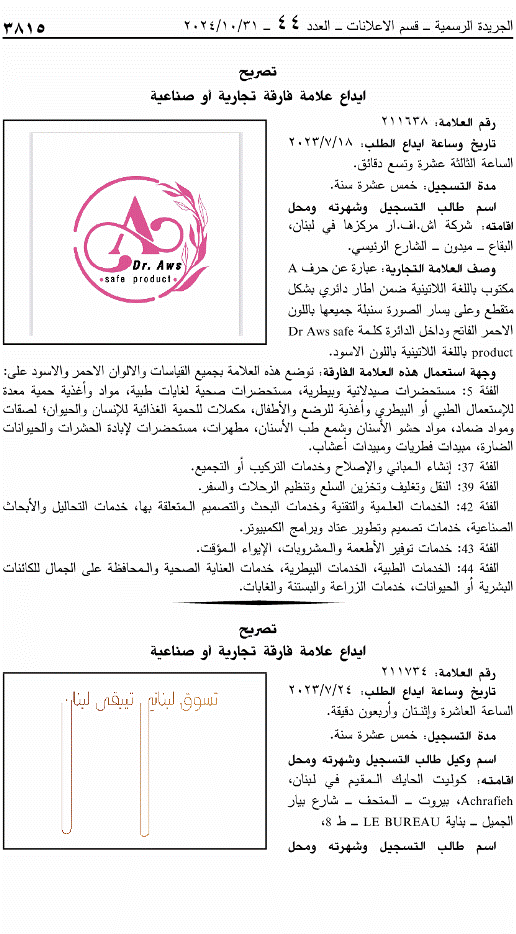 الجريدة الرسمية ــ قسم الاعلانات ــ العدد ٤٤ ــ ٢٠٢٤/١٠/٣١
٣٨١٥
تصريح
ايداع علامة فارقة تجارية او صناعية
رقم العلامة: ٢١١٦٣٨
تاريخ وساعة ايداع الطلب: ٢٠٢٣/٧/١٨
الساعة الثالثة عشرة وتسع دقائق.
مدة التسجيل: خمس عشرة سنة.
اسم طالب التسجيل وشهرته ومحل
اقامته: شركة اش.اف.ار مركزها في لبنان،
البقاع ــ ميدون ــ الشارع الرئيسي.
وصف العلامة التجارية: عبارة عن حرف A
مكتوب باللغة اللاتينية ضمن اطار دائري بشكل
متقطع وعلى يسار الصورة سنبلة جميعها باللون
الاحمر الفاتح وداخل الدائرة كلمة Dr Aws safe
product باللغة اللاتينية باللون الاسود.
A
Dr. Aws
safe product
وجهة استعمال هذه العلامة الفارقة: توضع هذه العلامة بجميع القياسات والالوان الاحمر والاسود على:
الفئة 5: مستحضرات صيدلانية وبيطرية، مستحضرات صحية لغايات طبية، مواد وأغذية حمية معدة
للإستعمال الطبي أو البيطري وأغذية للرضع والأطفال، مكملات للحمية الغذائية للإنسان والحيوان؛ لصقات
ومواد ضماد، مواد حشو الأسنان وشمع طب الأسنان، مطهرات، مستحضرات لإبادة الحشرات والحيوانات
الضارة، مبيدات فطريات ومبيدات أعشاب.
الفئة 37: إنشاء المباني والإصلاح وخدمات التركيب أو التجميع.
الفئة 39: النقل وتغليف وتخزين السلع وتنظيم الرحلات والسفر.
الفئة 42: الخدمات العلمية والتقنية وخدمات البحث والتصميم المتعلقة بها، خدمات التحاليل والأبحاث
الصناعية، خدمات تصميم وتطوير عتاد وبرامج الكمبيوتر.
الفئة 43: خدمات توفير الأطعمة والمشروبات، الإيواء المؤقت.
الفئة 44: الخدمات الطبية، الخدمات البيطرية، خدمات العناية الصحية والمحافظة على الجمال للكائنات
البشرية أو الحيوانات، خدمات الزراعة والبستنة والغابات.
تصريح
ايداع علامة فارقة تجارية او صناعية
رقم العلامة: ٢١١٧٣٤
تاريخ وساعة ايداع الطلب: ٢٠٢٣/٧/٢٤
الساعة العاشرة وإثنتان وأربعون دقيقة.
مدة التسجيل: خمس عشرة سنة.
اسم وكيل طالب التسجيل وشهرته ومحل
اقامته: كوليت الحايك المقيم في لبنان،
Achrafieh، بيروت ــ المتحف ــ شارع بيار
الجميل ــ بناية LE BUREAU ــ ط 8،
اسم طالب التسجيل وشهرته ومحل
تسوق لبناني تيبقى لبنان